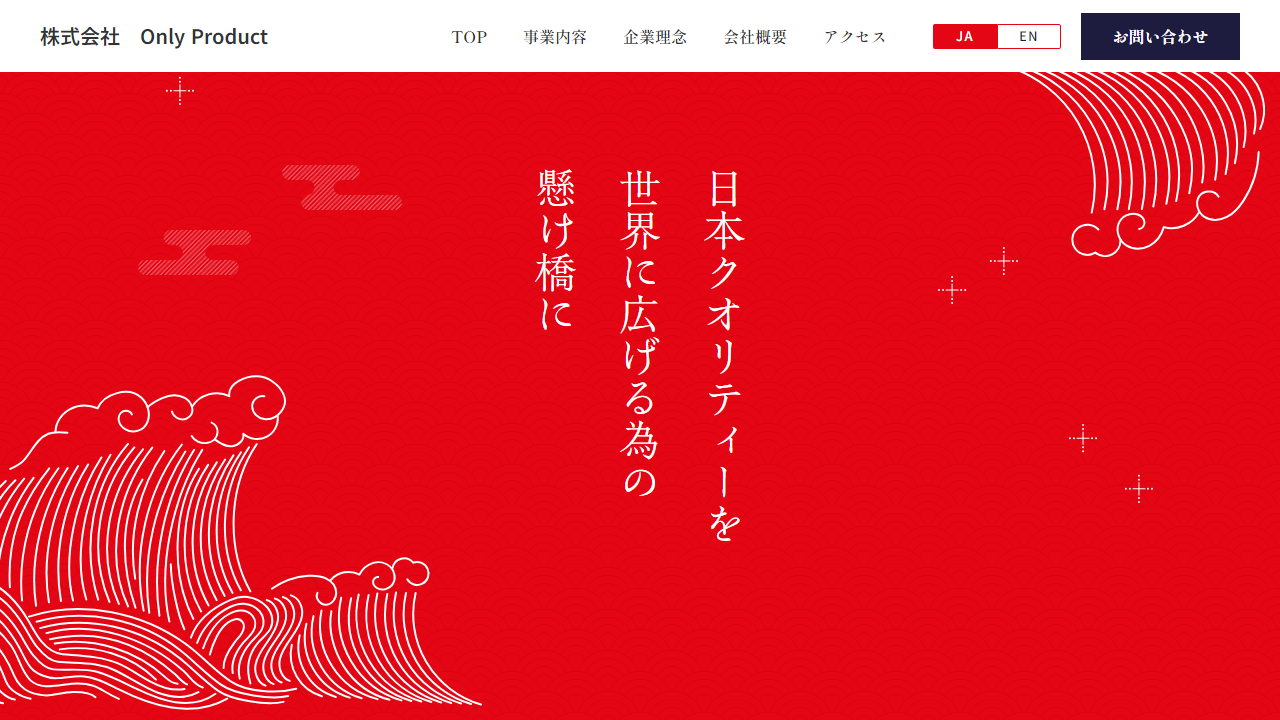 株式会社　Only Product
TOP
事業内容
企業理念
会社概要
アクセス
JA
EN
お問い合わせ
日本クオリティーを
世界に広げる為の
懸け橋に